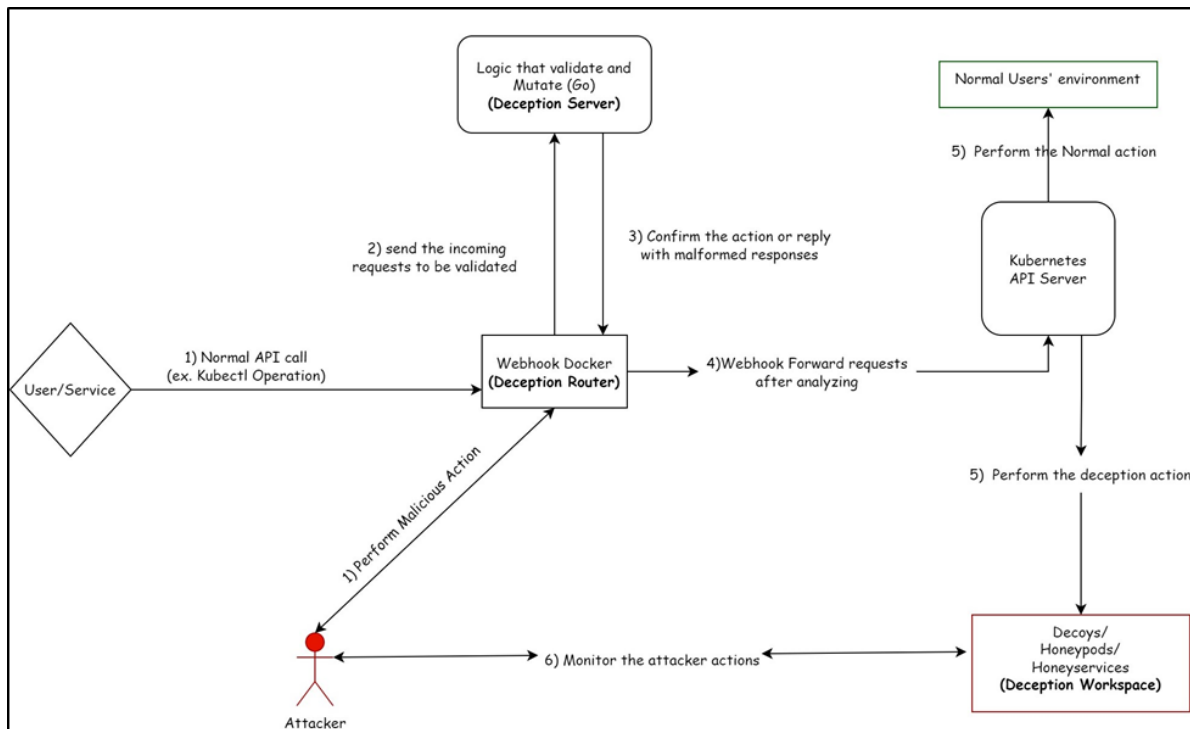 Logic that validate and
Mutate (Go)
(Deception Server)
Normal Users' environment
5) Perform the Normal action
2) send the incoming
requests to be validated
3) Confirm the action or reply
with malformed responses
Kubernetes
API Server
1) Normal API call
(ex. Kubectl Operation)
User/Service
Webhook Docker
(Deception Router)
4)Webhook Forward requests
after analyzing
1) Perform Malicious Action
5) Perform the deception action
Decoys/
Honeypods/
Honeyservices
(Deception Workspace)
6) Monitor the attacker actions
Attacker